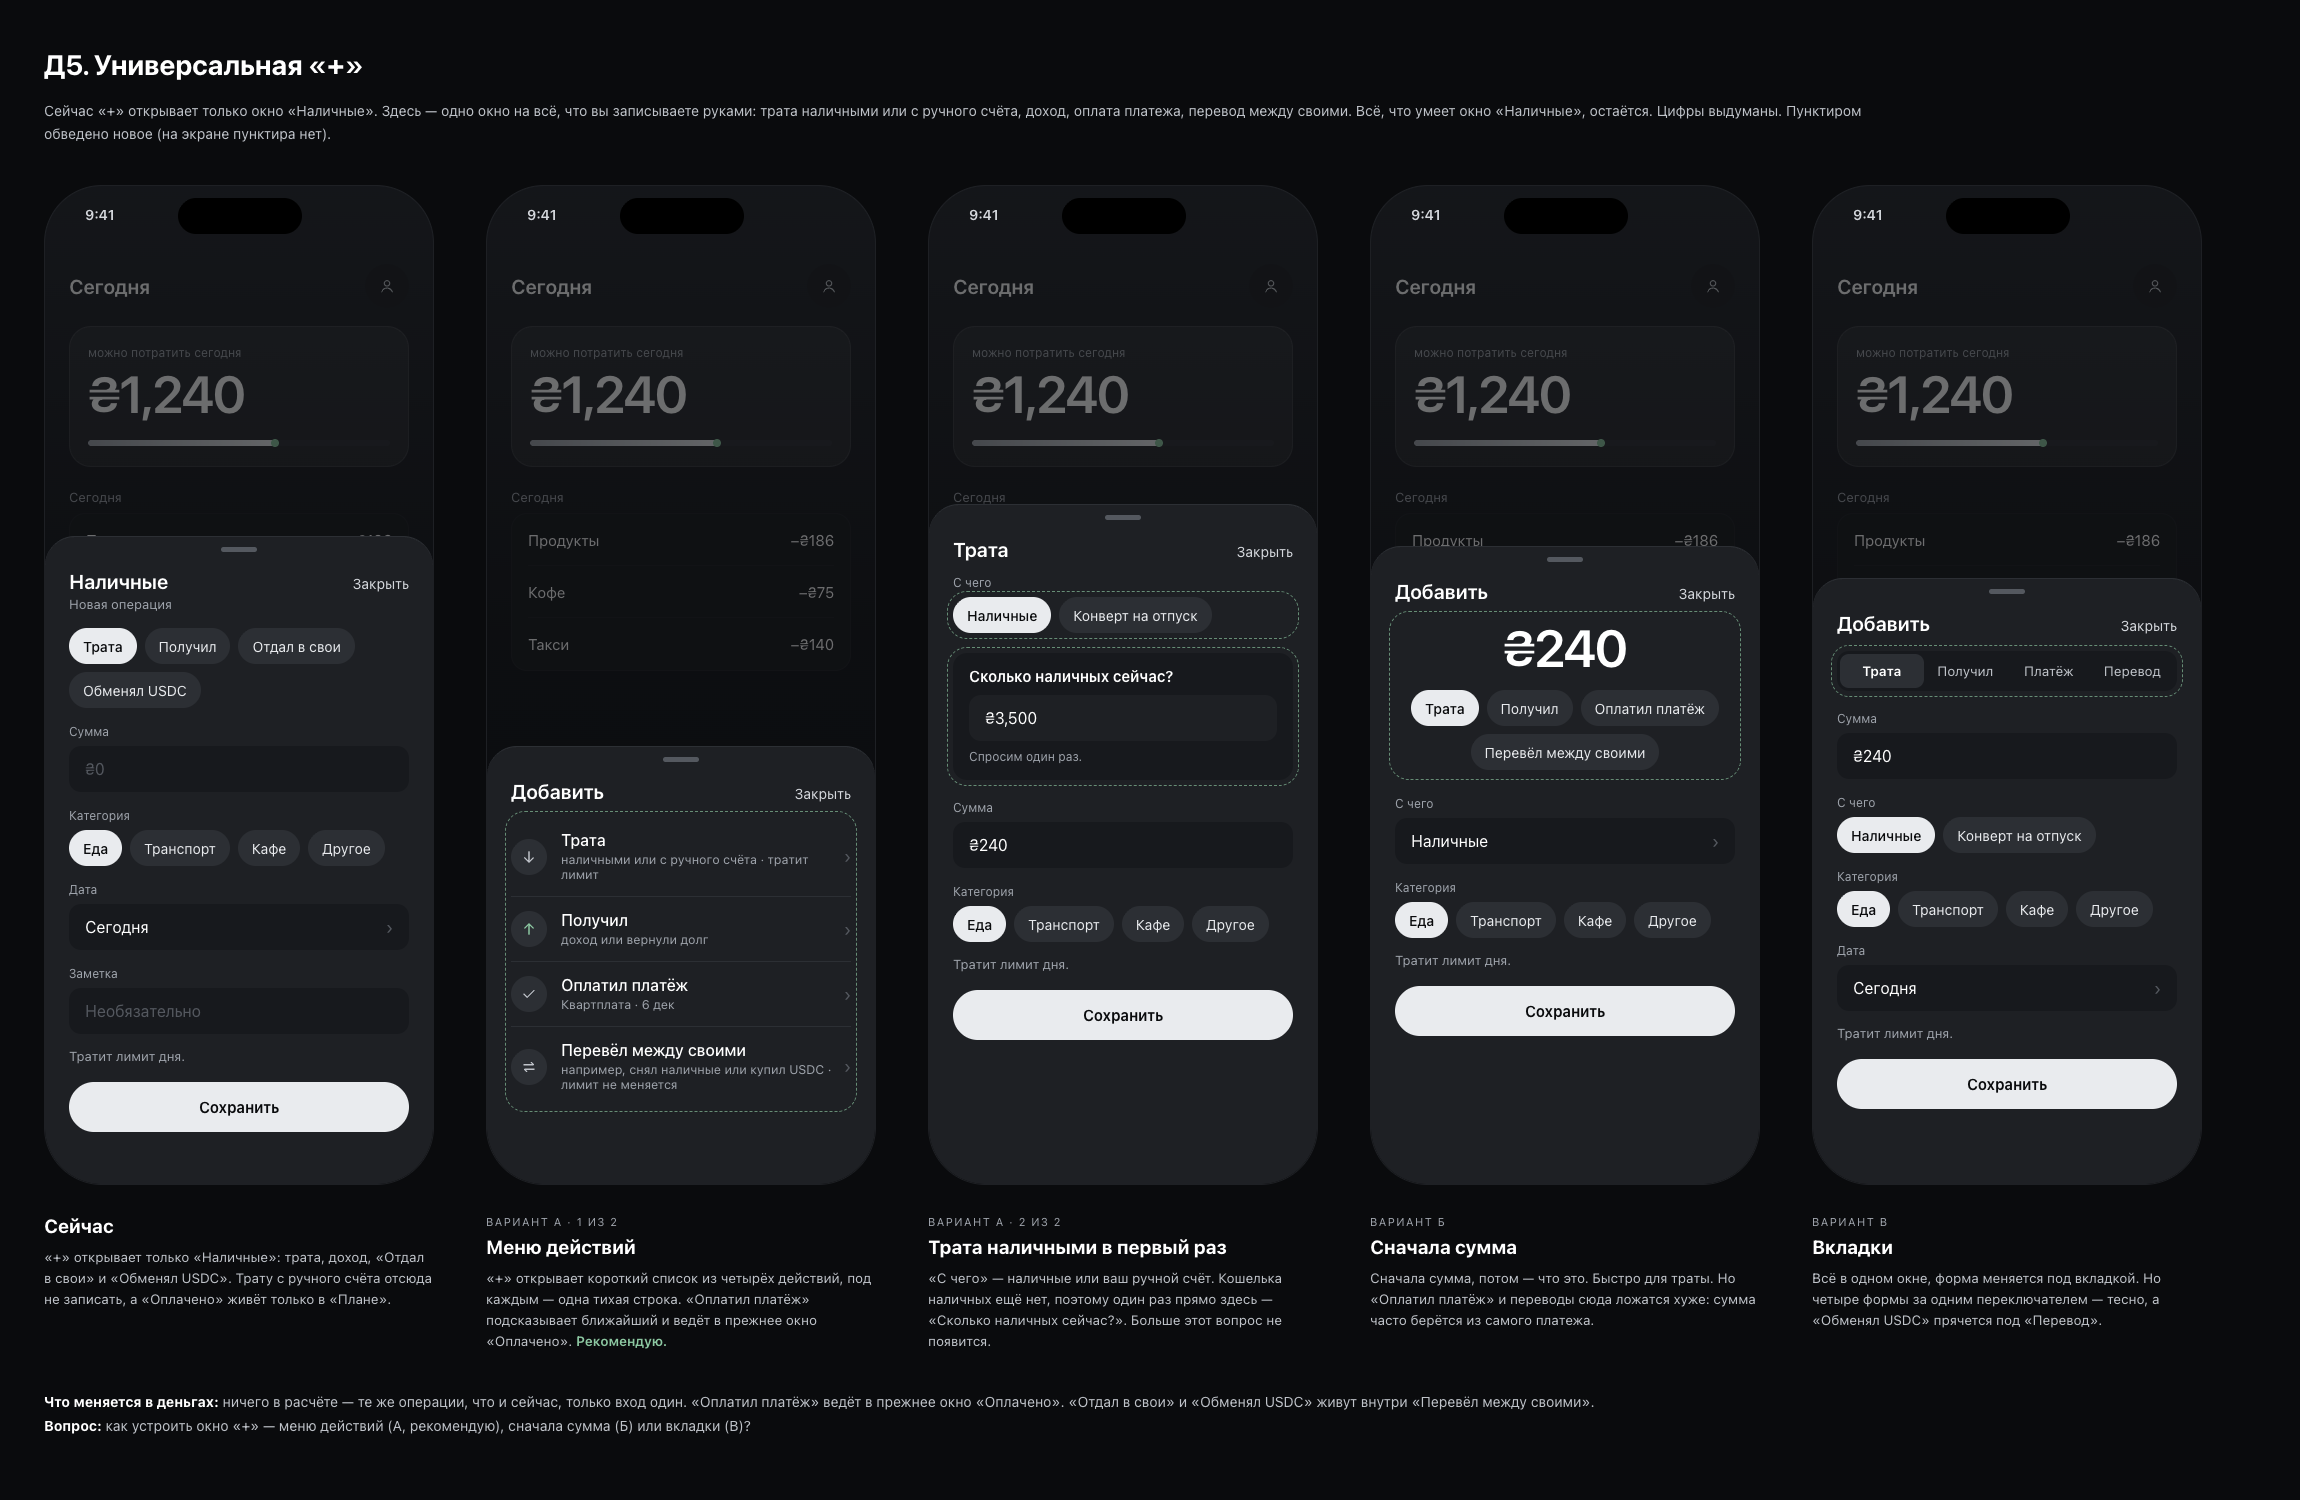 Д5. Универсальная «+»
Сейчас «+» открывает только окно «Наличные». Здесь — одно окно на всё, что вы записываете руками: трата наличными или с ручного счёта, доход, оплата платежа, перевод между своими. Всё, что умеет окно «Наличные», остаётся. Цифры выдуманы. Пунктиром
обведено новое (на экране пунктира нет).
9:41
Сегодня
можно потратить сегодня
₴1,240
Сегодня
Наличные
Закрыть
Новая операция
Трата
Получил
Отдал в свои
Обменял USDC
Сумма
₴0
Категория
Еда
Транспорт
Кафе
Другое
Дата
Сегодня
Заметка
Необязательно
Тратит лимит дня.
Сохранить
Сейчас
«+» открывает только «Наличные»: трата, доход, «Отдал
в свои» и «Обменял USDC». Трату с ручного счёта отсюда
не записать, а «Оплачено» живёт только в «Плане».
9:41
Сегодня
можно потратить сегодня
₴1,240
Сегодня
Продукты
−₴186
Кофе
−₴75
Такси
−₴140
Добавить
Закрыть
Трата
наличными или с ручного счёта · тратит
лимит
Получил
доход или вернули долг
Оплатил платёж
Квартплата · 6 дек
Перевёл между своими
например, снял наличные или купил USDC ·
лимит не меняется
ВАРИАНТ А · 1 ИЗ 2
Меню действий
«+» открывает короткий список из четырёх действий, под
каждым — одна тихая строка. «Оплатил платёж»
подсказывает ближайший и ведёт в прежнее окно
«Оплачено». Рекомендую.
9:41
Сегодня
можно потратить сегодня
₴1,240
Сегодня
Трата
Закрыть
С чего
Наличные
Конверт на отпуск
Сколько наличных сейчас?
₴3,500
Спросим один раз.
Сумма
₴240
Категория
Еда
Транспорт
Кафе
Другое
Тратит лимит дня.
Сохранить
ВАРИАНТ А · 2 ИЗ 2
Трата наличными в первый раз
«С чего» — наличные или ваш ручной счёт. Кошелька
наличных ещё нет, поэтому один раз прямо здесь —
«Сколько наличных сейчас?». Больше этот вопрос не
появится.
9:41
Сегодня
можно потратить сегодня
₴1,240
Сегодня
Продукты
−₴186
Добавить
Закрыть
₴240
Трата
Получил
Оплатил платёж
Перевёл между своими
С чего
Наличные
Категория
Еда
Транспорт
Кафе
Другое
Тратит лимит дня.
Сохранить
ВАРИАНТ Б
Сначала сумма
Сначала сумма, потом — что это. Быстро для траты. Но
«Оплатил платёж» и переводы сюда ложатся хуже: сумма
часто берётся из самого платежа.
9:41
Сегодня
можно потратить сегодня
₴1,240
Сегодня
Продукты
−₴186
Добавить
Закрыть
Трата
Получил
Платёж
Перевод
Сумма
₴240
С чего
Наличные
Конверт на отпуск
Категория
Еда
Транспорт
Кафе
Другое
Дата
Сегодня
Тратит лимит дня.
Сохранить
ВАРИАНТ В
Вкладки
Всё в одном окне, форма меняется под вкладкой. Но
четыре формы за одним переключателем — тесно, а
«Обменял USDC» прячется под «Перевод».
Что меняется в деньгах: ничего в расчёте — те же операции, что и сейчас, только вход один. «Оплатил платёж» ведёт в прежнее окно «Оплачено». «Отдал в свои» и «Обменял USDC» живут внутри «Перевёл между своими».
Вопрос: как устроить окно «+» — меню действий (А, рекомендую), сначала сумма (Б) или вкладки (В)?